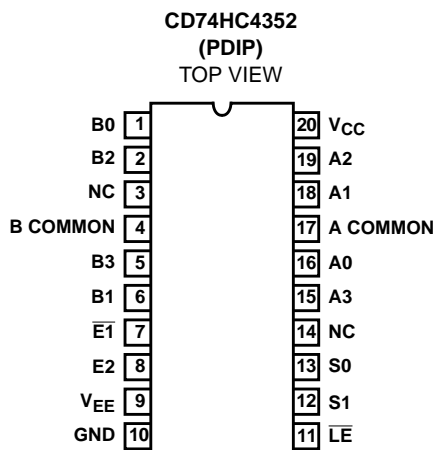 CD74HC4352
(PDIP)
TOP VIEW
B0 1 20 VCC
B2 2 19 A2
NC 3 18 A1
B COMMON 4 17 A COMMON
B3 5 16 A0
B1 6 15 A3
E1 7 14 NC
E2 8 13 S0
VEE 9 12 S1
GND 10 11 LE